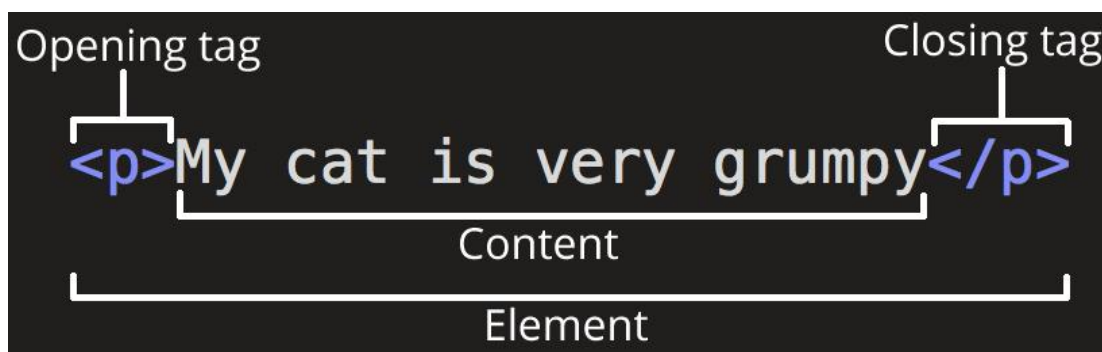 Opening tag
Closing tag
<p>My cat is very grumpy</p>
Content
Element